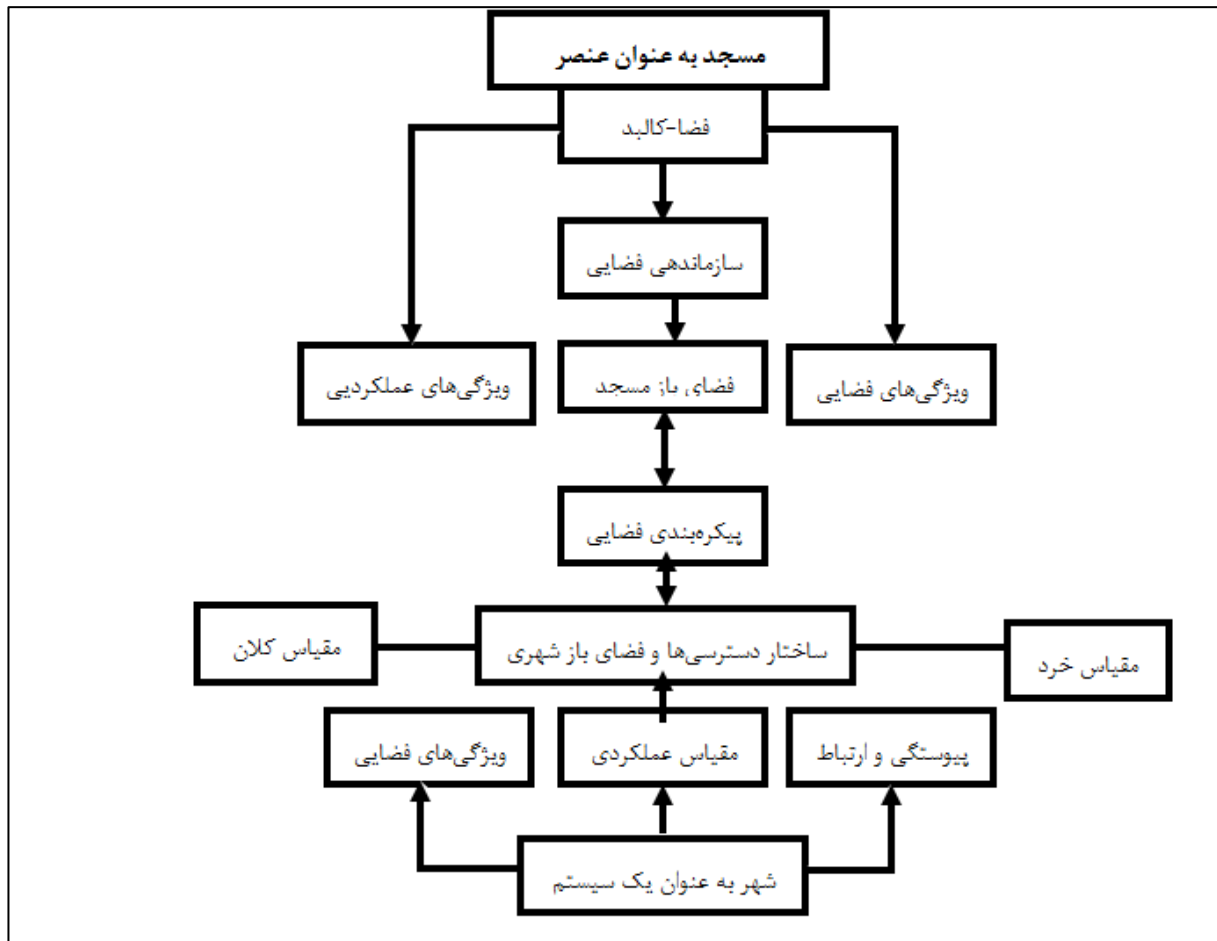 مسجد به عنوان عنصر
فضا-کالبد
سازماندهی فضایی
ویژگی‌های فضایی
فضای باز مسجد
ویژگی‌های عملکردیی
پیکره‌بندی فضایی
مقیاس خرد
ساختار دسترسی‌ها و فضای باز شهری
مقیاس کلان
پیوستگی و ارتباط
مقیاس عملکردی
ویژگی‌های فضایی
شهر به عنوان یک سیستم